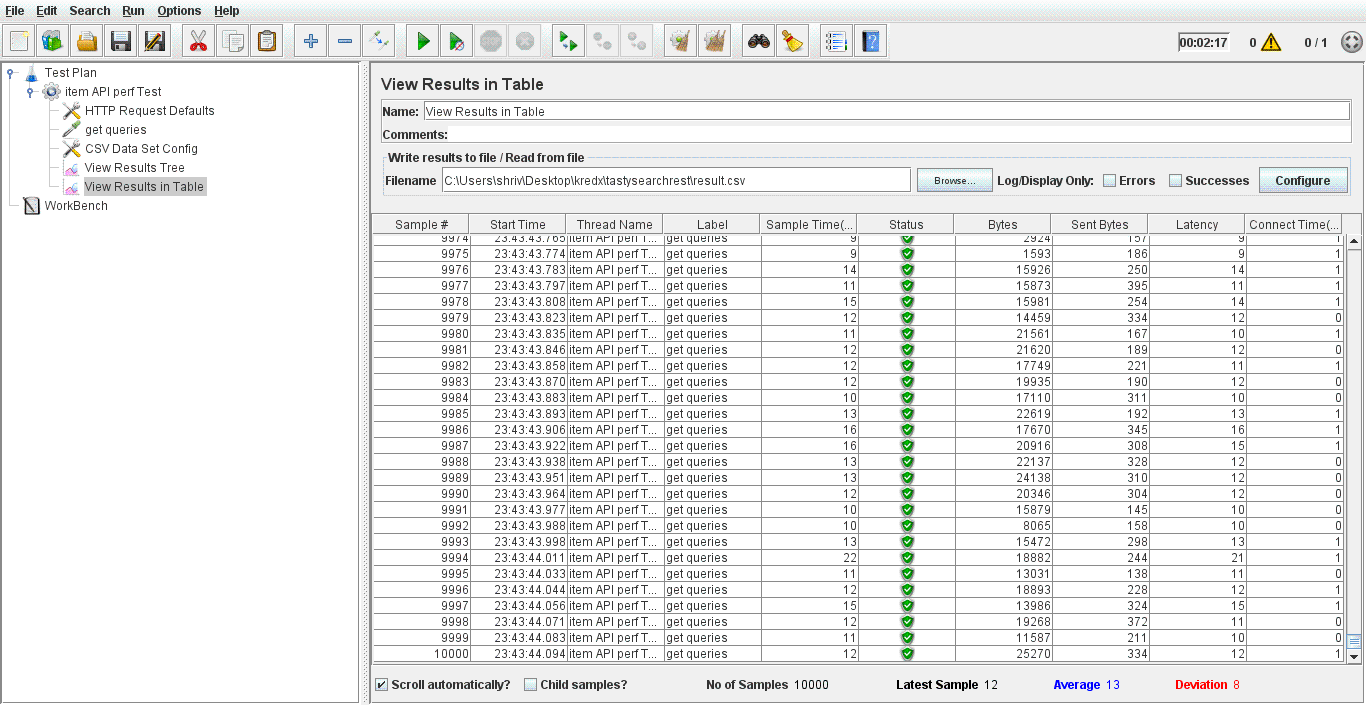 File Edit Search Run Options Help
00:02:17 0 0 / 1
Test Plan
item API perf Test
HTTP Request Defaults
get queries
CSV Data Set Config
View Results Tree
View Results in Table
WorkBench
View Results in Table
Name: View Results in Table
Comments:
Write results to file / Read from file
Filename C:\Users\shriv\Desktop\kredx\tastysearchrest\result.csv Browse... Log/Display Only: Errors Successes Configure
Sample # Start Time Thread Name Label Sample Time(... Status Bytes Sent Bytes Latency Connect Time(...
9974 23:43:43.765 item API perf T... get queries 9 2924 157 9 1
9975 23:43:43.774 item API perf T... get queries 9 1593 186 9 1
9976 23:43:43.783 item API perf T... get queries 14 15926 250 14 1
9977 23:43:43.797 item API perf T... get queries 11 15873 395 11 1
9978 23:43:43.808 item API perf T... get queries 15 15981 254 14 1
9979 23:43:43.823 item API perf T... get queries 12 14459 334 12 0
9980 23:43:43.835 item API perf T... get queries 11 21561 167 10 1
9981 23:43:43.846 item API perf T... get queries 12 21620 189 12 0
9982 23:43:43.858 item API perf T... get queries 12 17749 221 11 1
9983 23:43:43.870 item API perf T... get queries 12 19935 190 12 0
9984 23:43:43.883 item API perf T... get queries 10 17110 311 10 0
9985 23:43:43.893 item API perf T... get queries 13 22619 192 13 1
9986 23:43:43.906 item API perf T... get queries 16 17670 345 16 1
9987 23:43:43.922 item API perf T... get queries 16 20916 308 15 1
9988 23:43:43.938 item API perf T... get queries 13 22137 328 12 0
9989 23:43:43.951 item API perf T... get queries 13 24138 310 12 0
9990 23:43:43.964 item API perf T... get queries 12 20346 304 12 0
9991 23:43:43.977 item API perf T... get queries 10 15879 145 10 0
9992 23:43:43.988 item API perf T... get queries 10 8065 158 10 0
9993 23:43:43.998 item API perf T... get queries 13 15472 298 13 1
9994 23:43:44.011 item API perf T... get queries 22 18882 244 21 1
9995 23:43:44.033 item API perf T... get queries 11 13031 138 11 0
9996 23:43:44.044 item API perf T... get queries 12 18893 228 12 1
9997 23:43:44.056 item API perf T... get queries 15 13986 324 15 1
9998 23:43:44.071 item API perf T... get queries 12 19268 372 11 0
9999 23:43:44.083 item API perf T... get queries 11 11587 211 10 0
10000 23:43:44.094 item API perf T... get queries 12 25270 334 12 1
Scroll automatically? Child samples? No of Samples 10000 Latest Sample 12 Average 13 Deviation 8